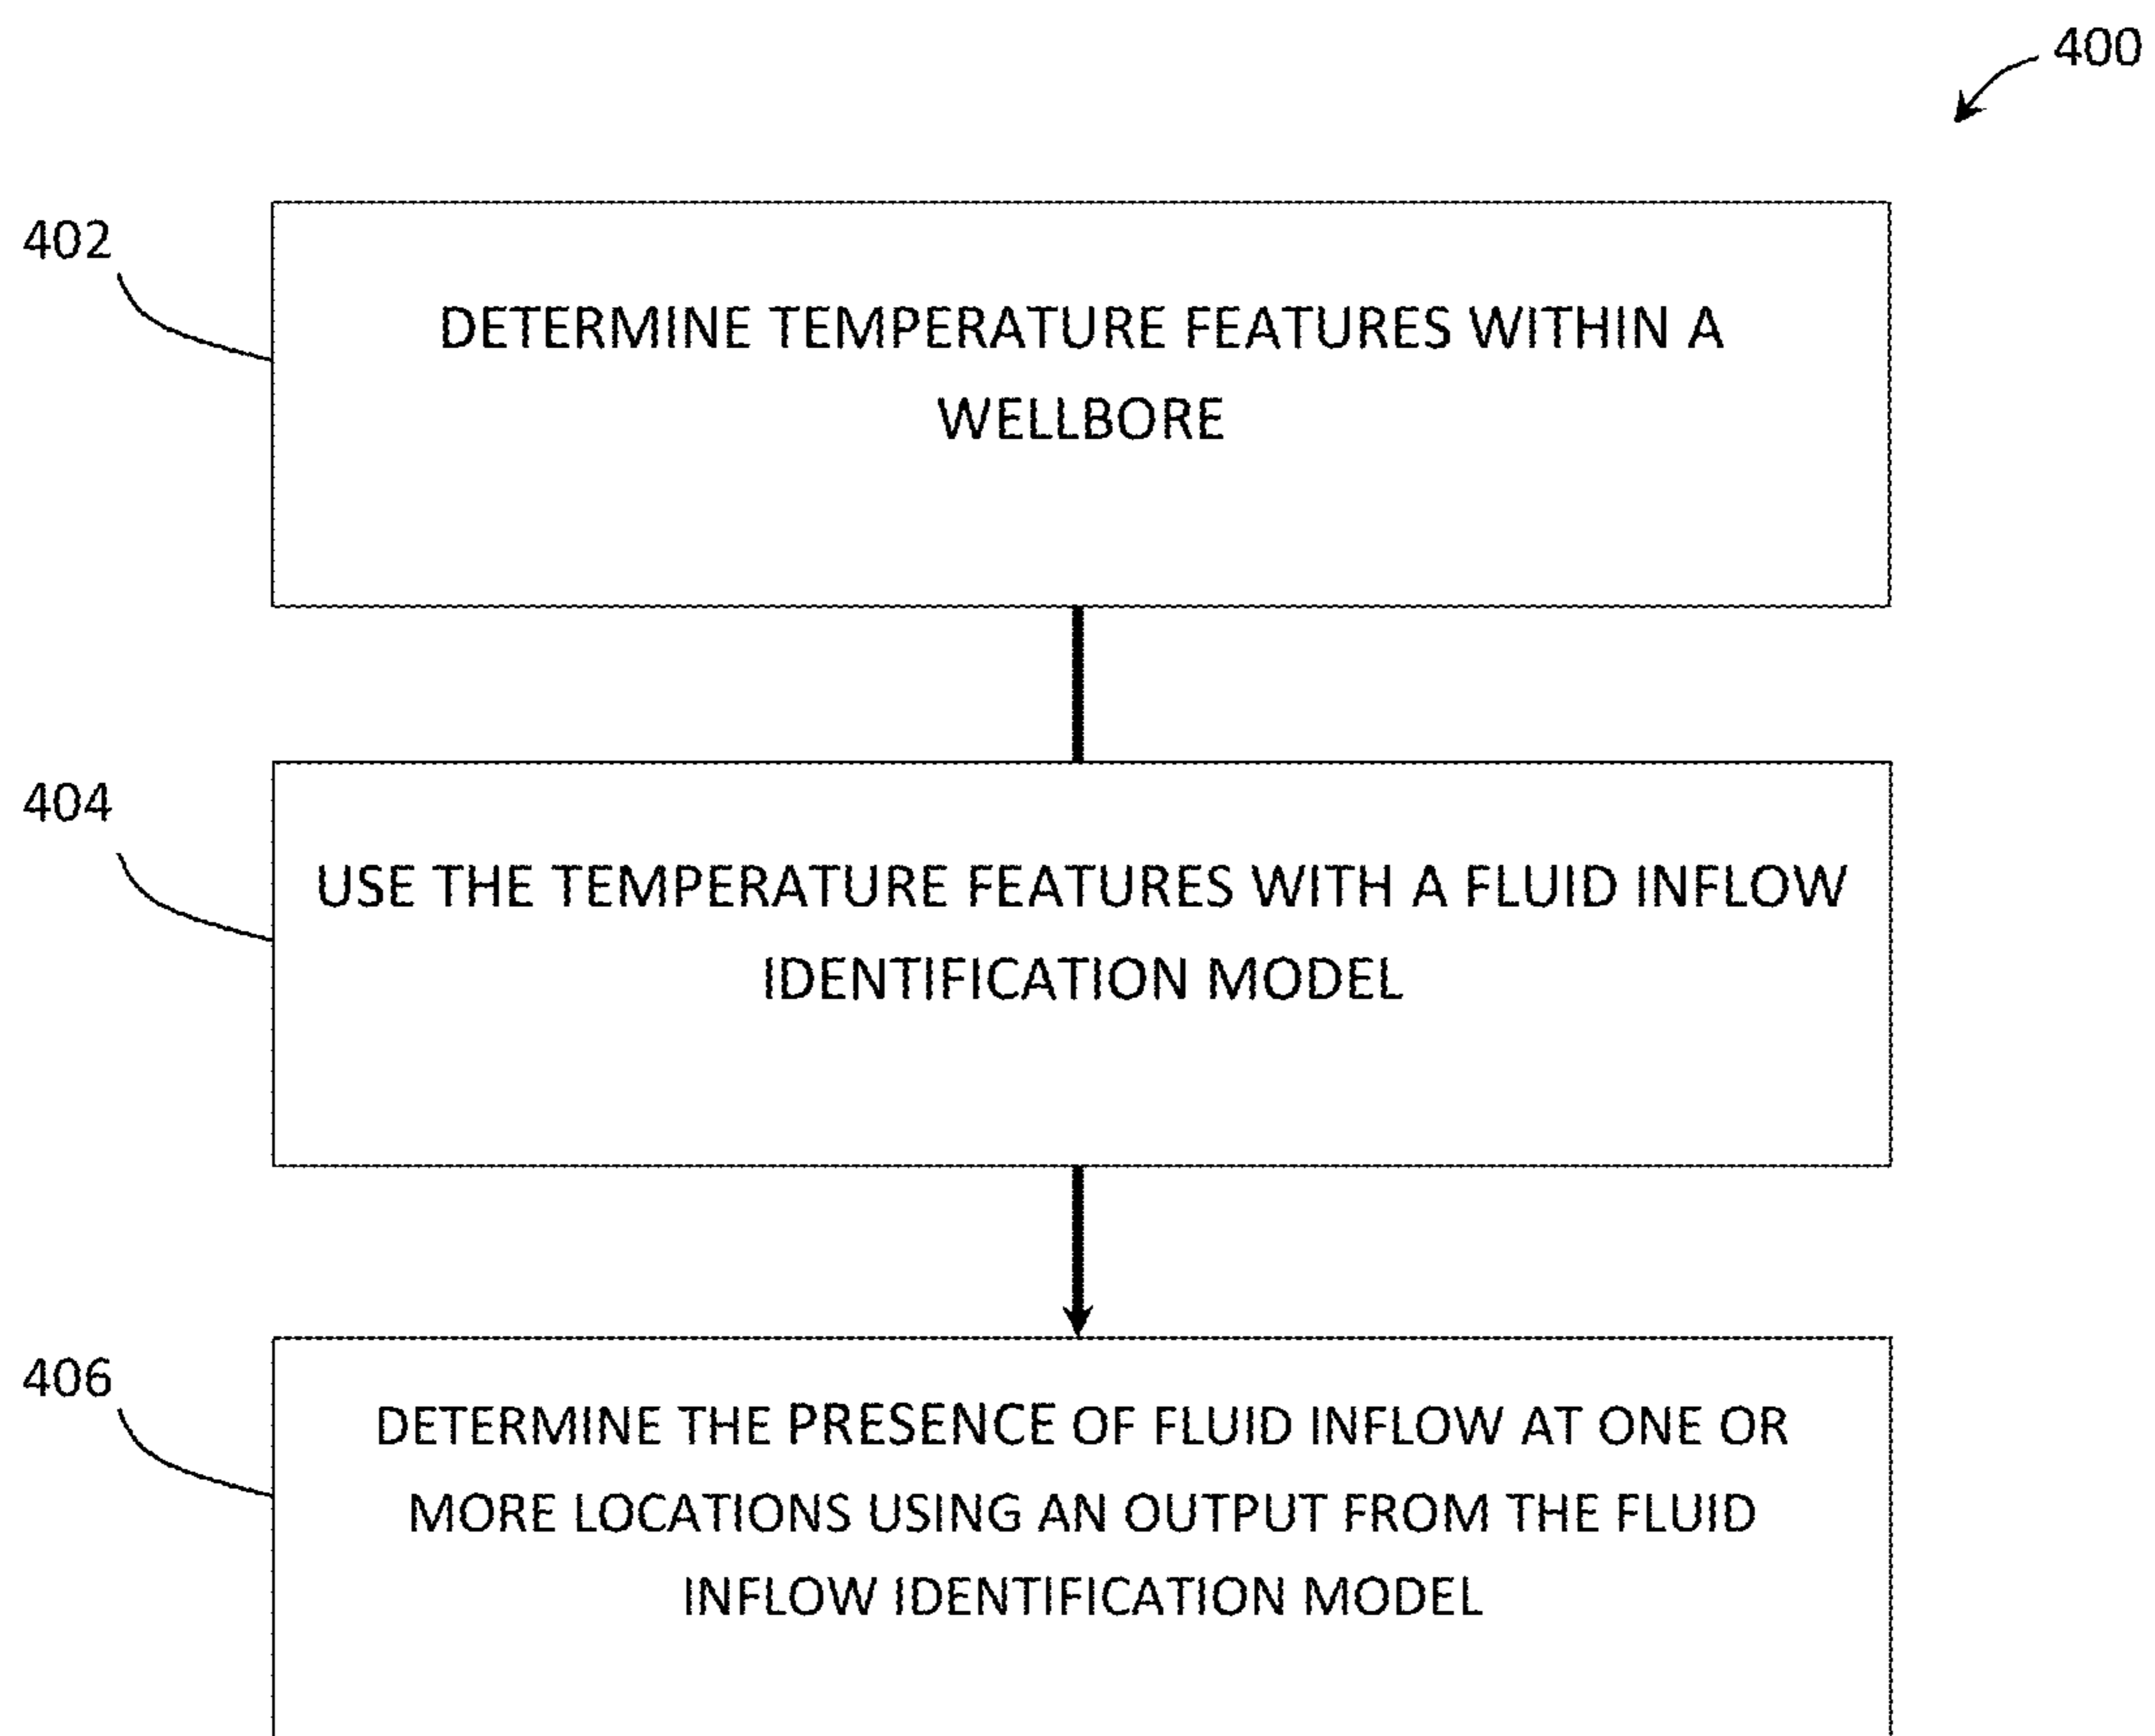 400
402
DETERMINE TEMPERATURE FEATURES WITHIN A
WELLBORE
404
USE THE TEMPERATURE FEATURES WITH A FLUID INFLOW
IDENTIFICATION MODEL
406
DETERMINE THE PRESENCE OF FLUID INFLOW AT ONE OR
MORE LOCATIONS USING AN OUTPUT FROM THE FLUID
INFLOW IDENTIFICATION MODEL